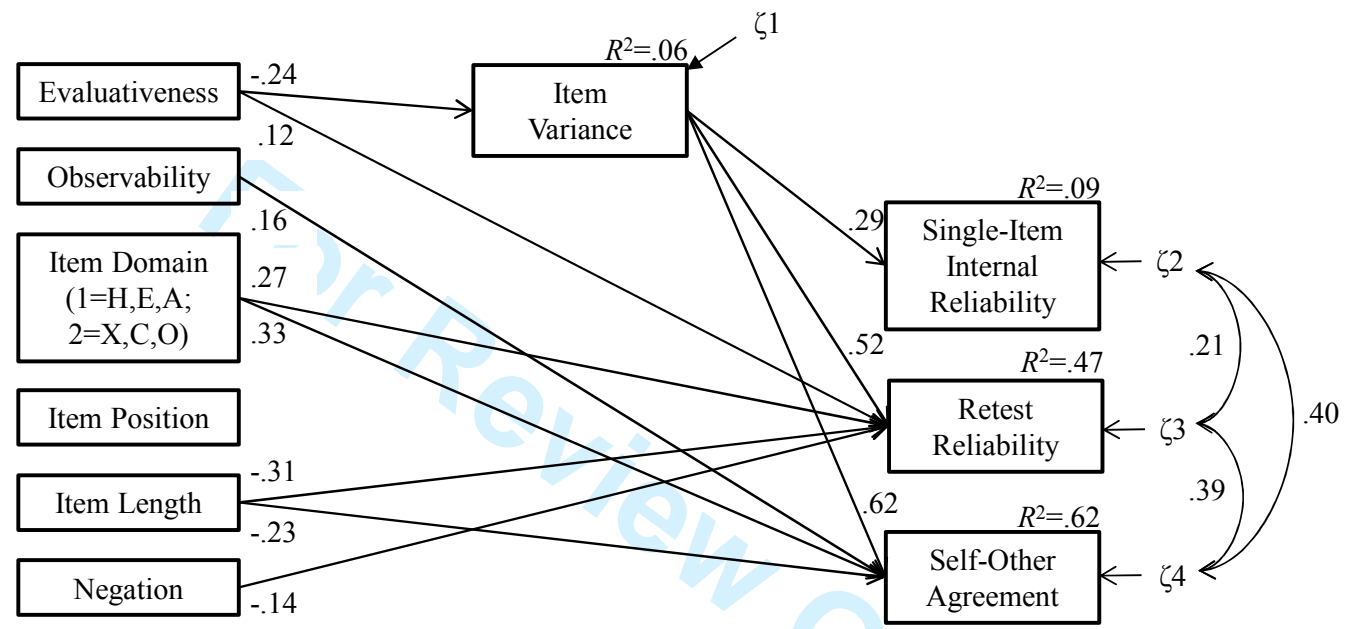 ζ1
R²=.06
Evaluativeness
-.24
Item
Variance
.12
Observability
R²=.09
.16
.29
Single-Item
Internal
Reliability
ζ2
Item Domain
(1=H,E,A;
2=X,C,O)
.27
.33
.52
.21
R²=.47
Item Position
Retest
Reliability
ζ3
.40
-.31
Item Length
-.23
.39
.62
R²=.62
Self-Other
Agreement
ζ4
Negation
-.14
For Review O